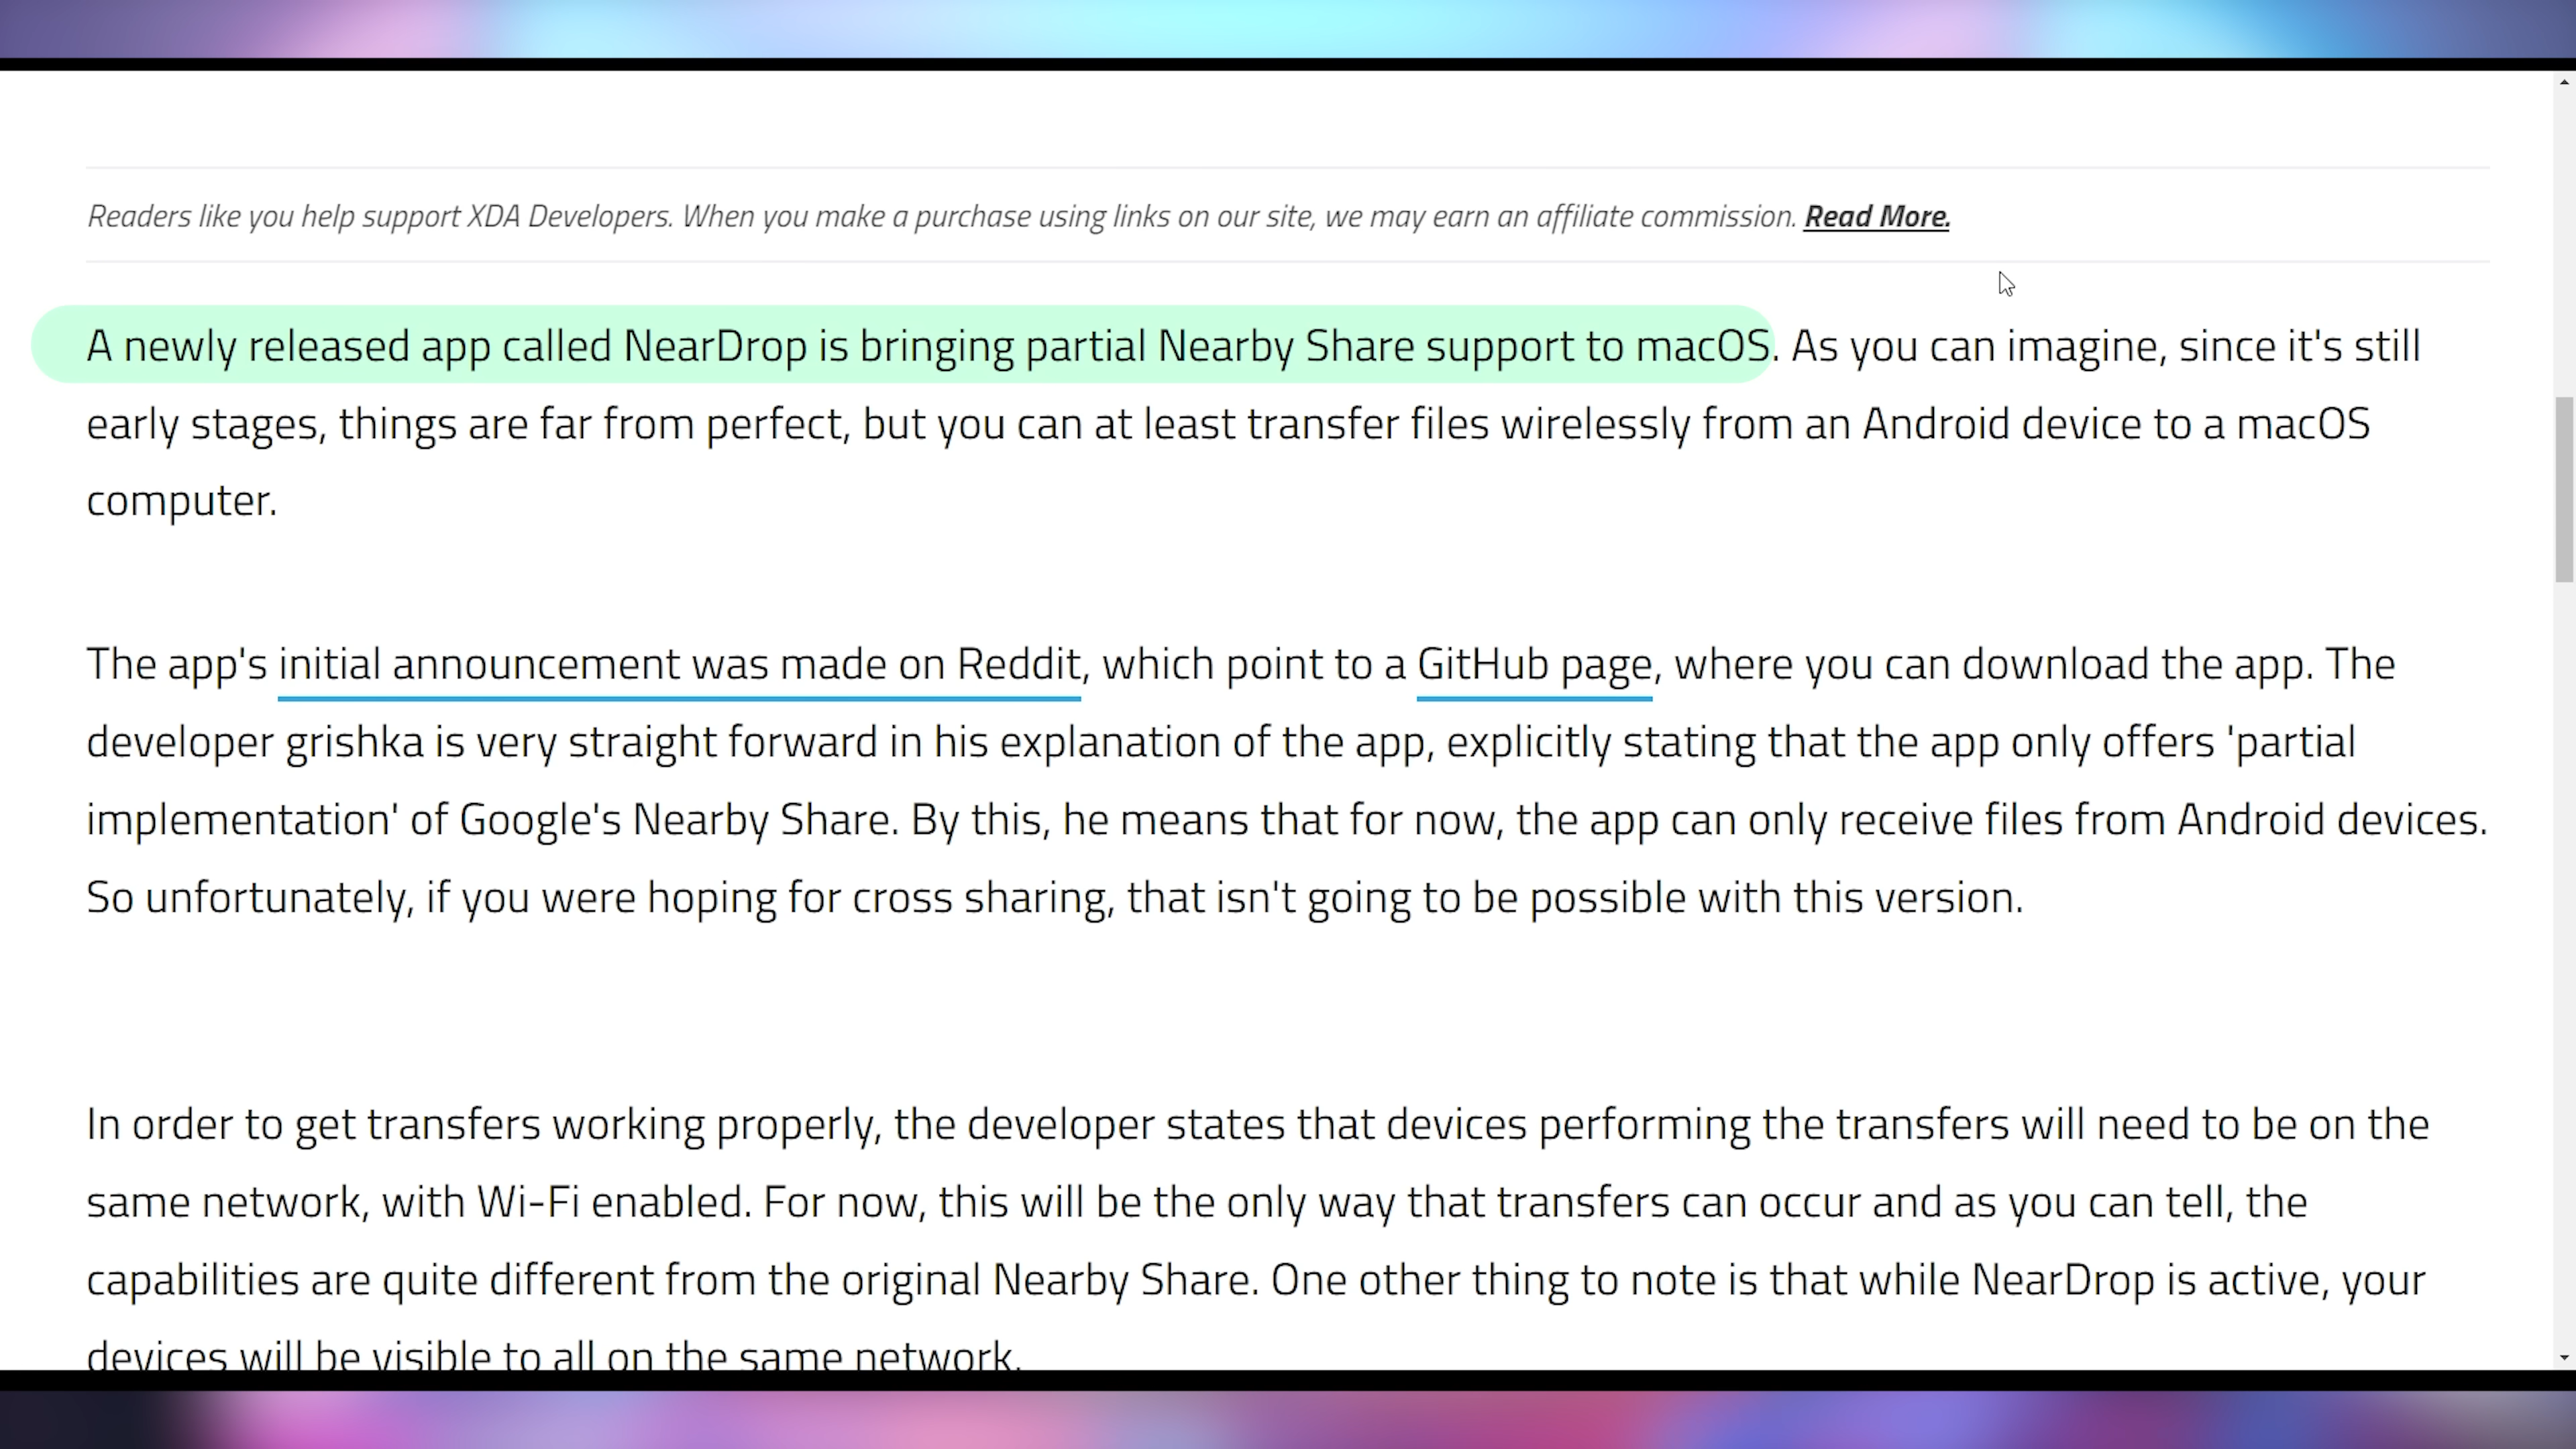 Readers like you help support XDA Developers. When you make a purchase using links on our site, we may earn an affiliate commission. Read More.
A newly released app called NearDrop is bringing partial Nearby Share support to macOS. As you can imagine, since it's still
early stages, things are far from perfect, but you can at least transfer files wirelessly from an Android device to a macOS
computer.
The app's initial announcement was made on Reddit, which point to a GitHub page, where you can download the app. The
developer grishka is very straight forward in his explanation of the app, explicitly stating that the app only offers 'partial
implementation' of Google's Nearby Share. By this, he means that for now, the app can only receive files from Android devices.
So unfortunately, if you were hoping for cross sharing, that isn't going to be possible with this version.
In order to get transfers working properly, the developer states that devices performing the transfers will need to be on the
same network, with Wi-Fi enabled. For now, this will be the only way that transfers can occur and as you can tell, the
capabilities are quite different from the original Nearby Share. One other thing to note is that while NearDrop is active, your
devices will be visible to all on the same network.